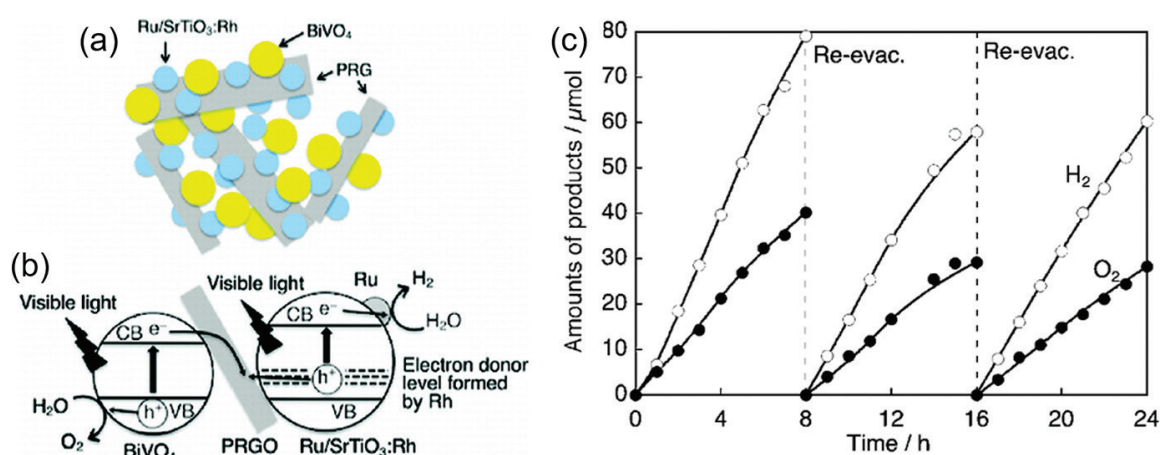 (a)
Ru/SrTiO₃:Rh
BiVO₄
PRG
(b)
Visible light
CB e⁻
H₂O
O₂
h⁺
VB
BiVO₄
PRGO
Visible light
Ru
H₂
CB e⁻
H₂O
h⁺
Electron donor
level formed
by Rh
VB
Ru/SrTiO₃:Rh
(c)
Amounts of products / µmol
80
70
60
50
40
30
20
10
0
Re-evac.
Re-evac.
H₂
O₂
0
4
8
12
16
20
24
Time / h